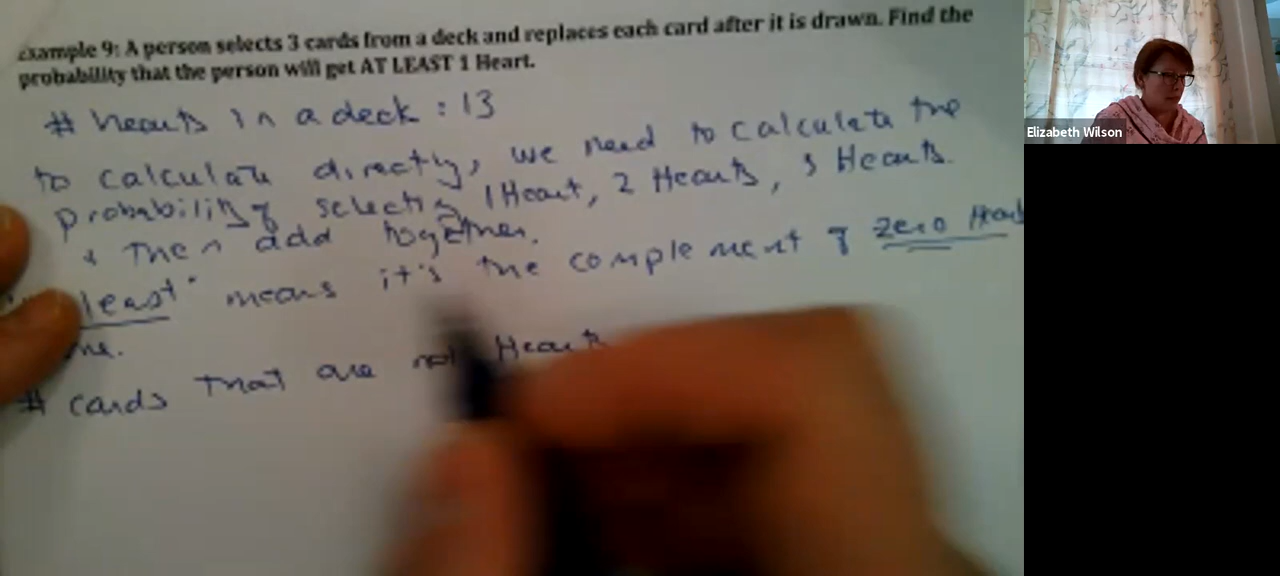 Example 9: A person selects 3 cards from a deck and replaces each card after it is drawn. Find the
probability that the person will get AT LEAST 1 Heart.
# hearts in a deck : 13
to calculate directly, we need to calculate the
probability of selecting 1 Heart, 2 Hearts, 3 Hearts.
& then add together.
least" means it's the complement of zero Heart
# cards that are not Hearts
Elizabeth Wilson